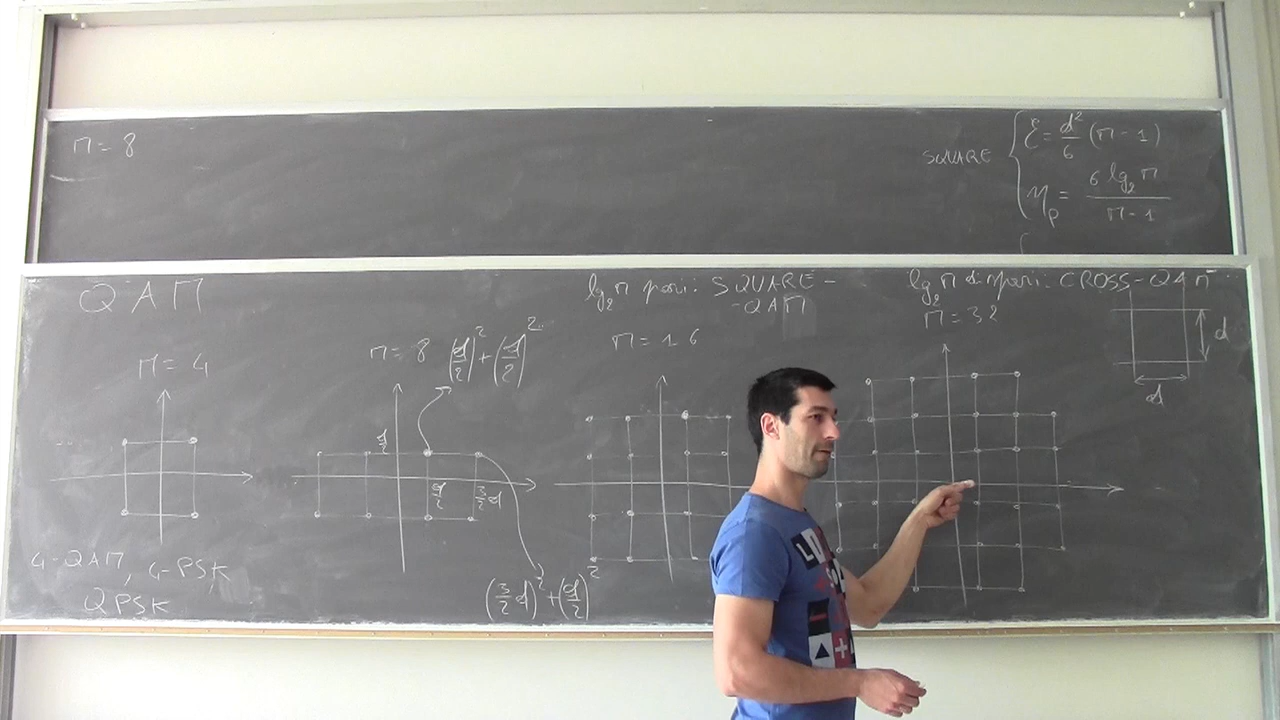 M = 8
SQUARE
ℰ = d²/6 (M - 1)
η_P = 6 lg₂ M / M - 1
QAM
lg₂ M pari: SQUARE -
- QAM
lg₂ M dispari: CROSS-QAM
M = 4
M = 8 (d/2)² + (d/2)²
M = 16
M = 32
d
d
d/2
d/2
3/2 d
(3/2 d)² + (d/2)²
4-QAM, 4-PSK
QPSK